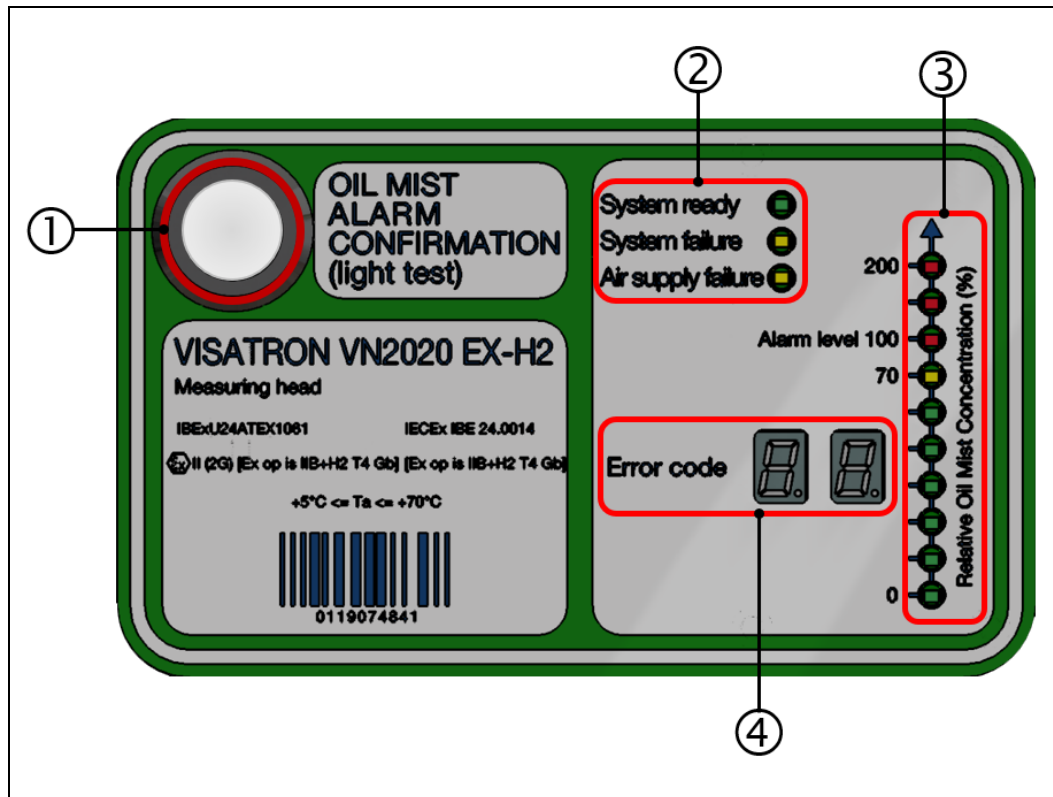 1
2
3
OIL MIST
ALARM
CONFIRMATION
(light test)
System ready
System failure
Air supply failure
200
Alarm level 100
70
0
Relative Oil Mist Concentration (%)
VISATRON VN2020 EX-H2
Measuring head
IBExU24ATEX1061 IECEx IBE 24.0014
Ex II (2G) [Ex op is IIB+H2 T4 Gb] [Ex op is IIB+H2 T4 Gb]
+5°C <= Ta <= +70°C
0119074841
Error code
8. 8.
4